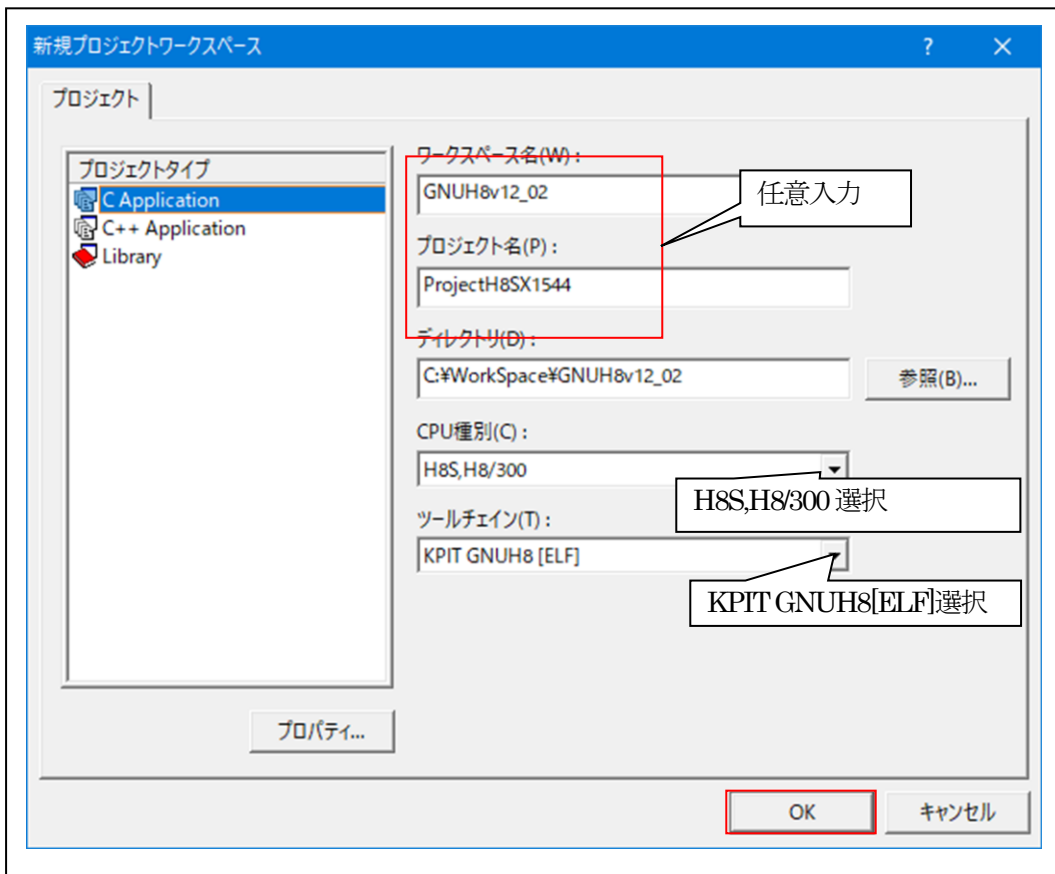 新規プロジェクトワークスペース
プロジェクト
プロジェクトタイプ
C Application
C++ Application
Library
ワークスペース名(W) :
GNUH8v12_02
任意入力
プロジェクト名(P) :
ProjectH8SX1544
ディレクトリ(D) :
C:¥WorkSpace¥GNUH8v12_02
参照(B)...
CPU種別(C) :
H8S,H8/300
H8S,H8/300 選択
ツールチェイン(T) :
KPIT GNUH8 [ELF]
KPIT GNUH8[ELF]選択
プロパティ...
OK
キャンセル